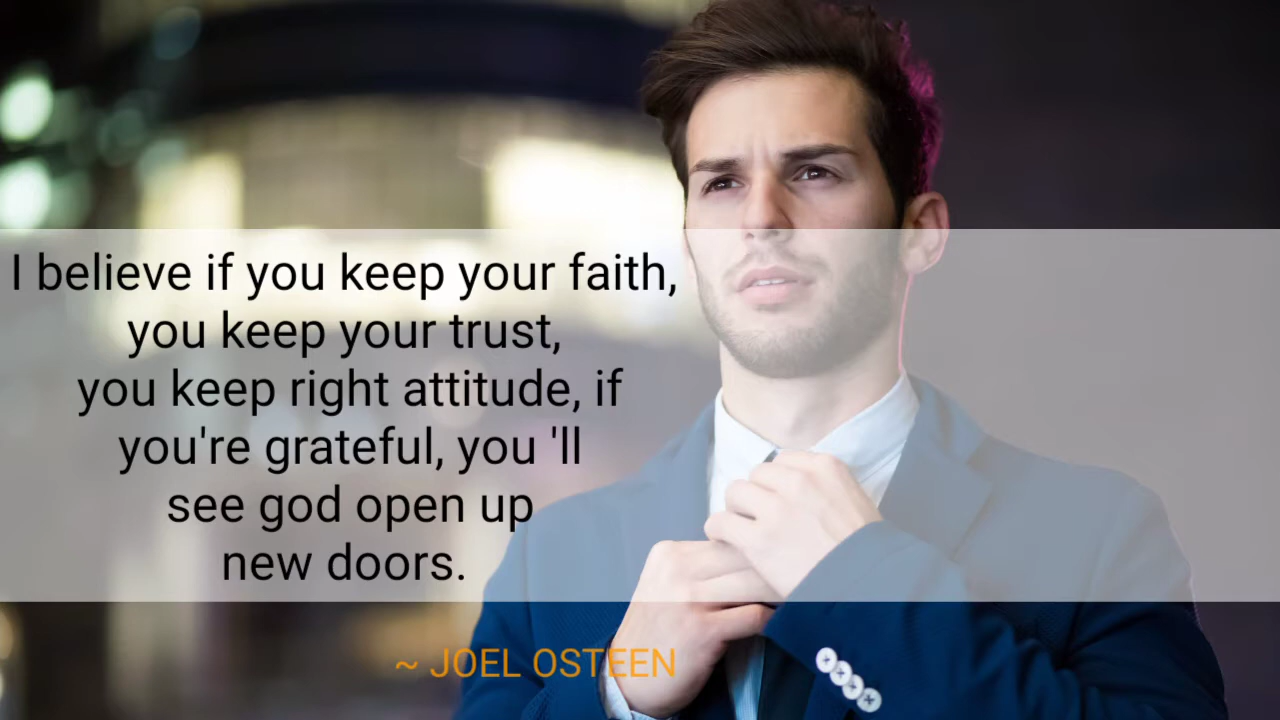 I believe if you keep your faith,
you keep your trust,
you keep right attitude, if
you're grateful, you 'll
see god open up
new doors.
~ JOEL OSTEEN